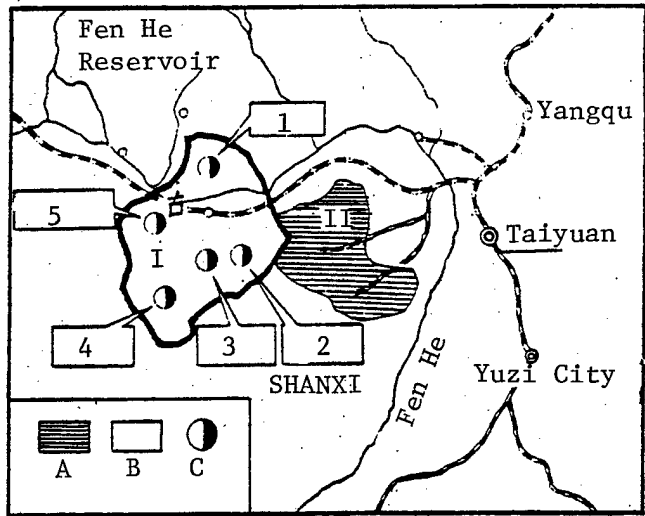 Fen He
Reservoir
1
Yangqu
5
II
Taiyuan
I
4
3
2
SHANXI
Fen He
Yuzi City
A
B
C